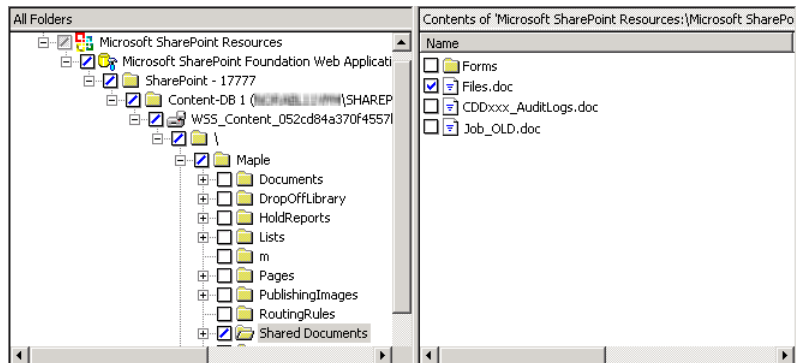 All Folders
Microsoft SharePoint Resources
Microsoft SharePoint Foundation Web Applicati
SharePoint - 17777
Content-DB 1 ( \SHAREP
WSS_Content_052cd84a370f4557l
\
Maple
Documents
DropOffLibrary
HoldReports
Lists
m
Pages
PublishingImages
RoutingRules
Shared Documents
Contents of 'Microsoft SharePoint Resources:\Microsoft SharePo
Name
Forms
Files.doc
CDDxxx_AuditLogs.doc
Job_OLD.doc